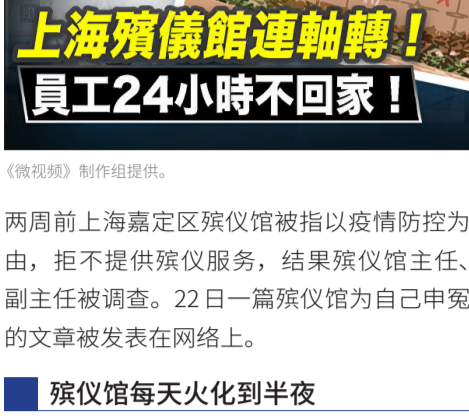 上海殯儀館連軸轉！
員工24小時不回家！
《微视频》制作组提供。
两周前上海嘉定区殡仪馆被指以疫情防控为
由，拒不提供殡仪服务，结果殡仪馆主任、
副主任被调查。22日一篇殡仪馆为自己申冤
的文章被发表在网络上。
殡仪馆每天火化到半夜